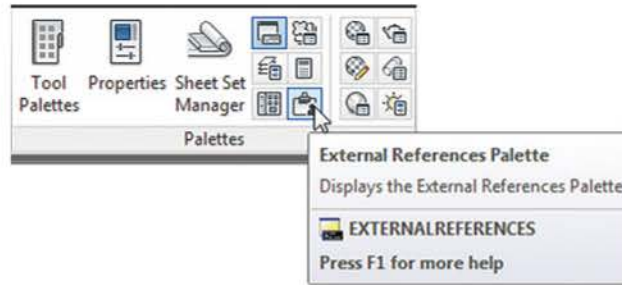 Tool
Palettes
Properties
Sheet Set
Manager
Palettes
External References Palette
Displays the External References Palette
EXTERNALREFERENCES
Press F1 for more help